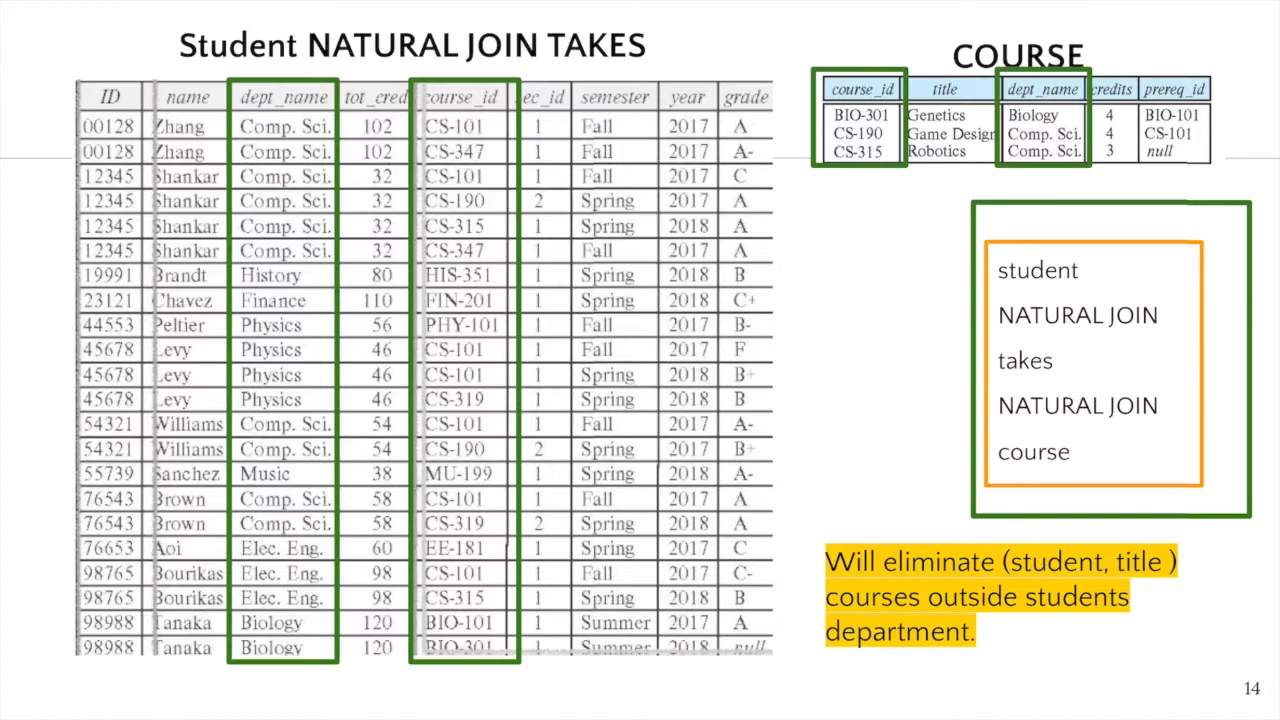 Student NATURAL JOIN TAKES
ID name dept_name tot_cred course_id sec_id semester year grade
00128 Zhang Comp. Sci. 102 CS-101 1 Fall 2017 A
00128 Zhang Comp. Sci. 102 CS-347 1 Fall 2017 A-
12345 Shankar Comp. Sci. 32 CS-101 1 Fall 2017 C
12345 Shankar Comp. Sci. 32 CS-190 2 Spring 2017 A
12345 Shankar Comp. Sci. 32 CS-315 1 Spring 2018 A
12345 Shankar Comp. Sci. 32 CS-347 1 Fall 2017 A
19991 Brandt History 80 HIS-351 1 Spring 2018 B
23121 Chavez Finance 110 FIN-201 1 Spring 2018 C+
44553 Peltier Physics 56 PHY-101 1 Fall 2017 B-
45678 Levy Physics 46 CS-101 1 Fall 2017 F
45678 Levy Physics 46 CS-101 1 Spring 2018 B+
45678 Levy Physics 46 CS-319 1 Spring 2018 B
54321 Williams Comp. Sci. 54 CS-101 1 Fall 2017 A-
54321 Williams Comp. Sci. 54 CS-190 2 Spring 2017 B+
55739 Sanchez Music 38 MU-199 1 Spring 2018 A-
76543 Brown Comp. Sci. 58 CS-101 1 Fall 2017 A
76543 Brown Comp. Sci. 58 CS-319 2 Spring 2018 A
76653 Aoi Elec. Eng. 60 EE-181 1 Spring 2017 C
98765 Bourikas Elec. Eng. 98 CS-101 1 Fall 2017 C-
98765 Bourikas Elec. Eng. 98 CS-315 1 Spring 2018 B
98988 Tanaka Biology 120 BIO-101 1 Summer 2017 A
98988 Tanaka Biology 120 BIO-301 1 Summer 2018 null
COURSE
course_id title dept_name credits prereq_id
BIO-301 Genetics Biology 4 BIO-101
CS-190 Game Design Comp. Sci. 4 CS-101
CS-315 Robotics Comp. Sci. 3 null
student
NATURAL JOIN
takes
NATURAL JOIN
course
Will eliminate (student, title )
courses outside students
department.
14